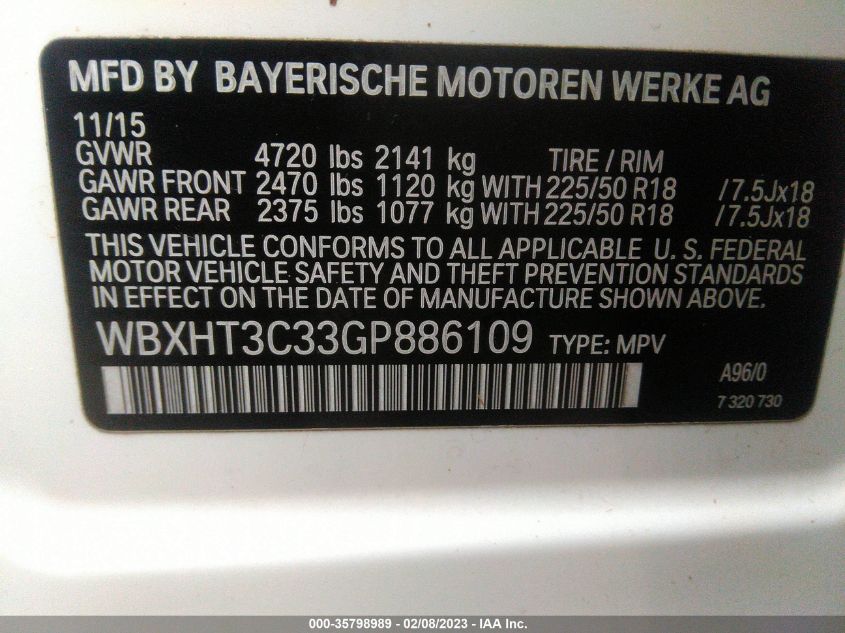 MFD BY BAYERISCHE MOTOREN WERKE AG
11/15
GVWR 4720 lbs 2141 kg TIRE / RIM
GAWR FRONT 2470 lbs 1120 kg WITH 225/50 R18 /7.5Jx18
GAWR REAR 2375 lbs 1077 kg WITH 225/50 R18 /7.5Jx18
THIS VEHICLE CONFORMS TO ALL APPLICABLE U. S. FEDERAL
MOTOR VEHICLE SAFETY AND THEFT PREVENTION STANDARDS
IN EFFECT ON THE DATE OF MANUFACTURE SHOWN ABOVE.
WBXHT3C33GP886109 TYPE: MPV
A96/0
7 320 730
000-35798989 — 02/08/2023 — IAA Inc.